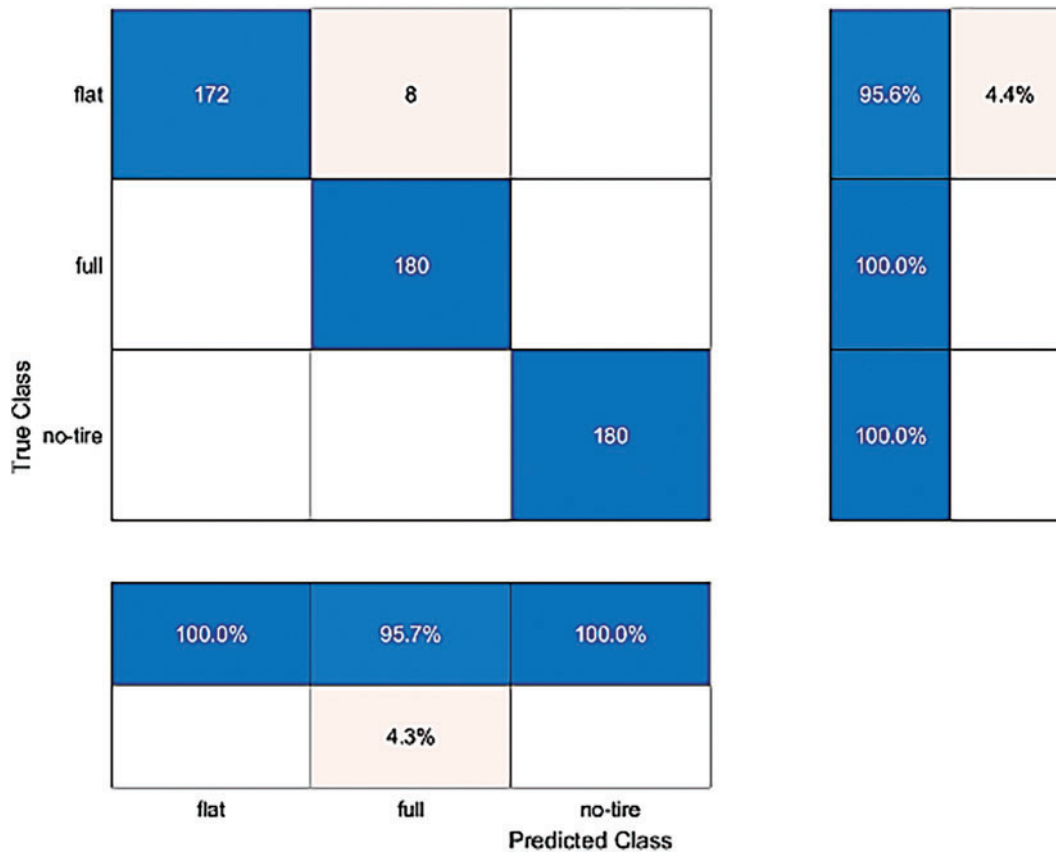 flat 172 8 95.6% 4.4%
full 180 100.0%
no-tire 180 100.0%
True Class
100.0% 95.7% 100.0%
4.3%
flat full no-tire
Predicted Class